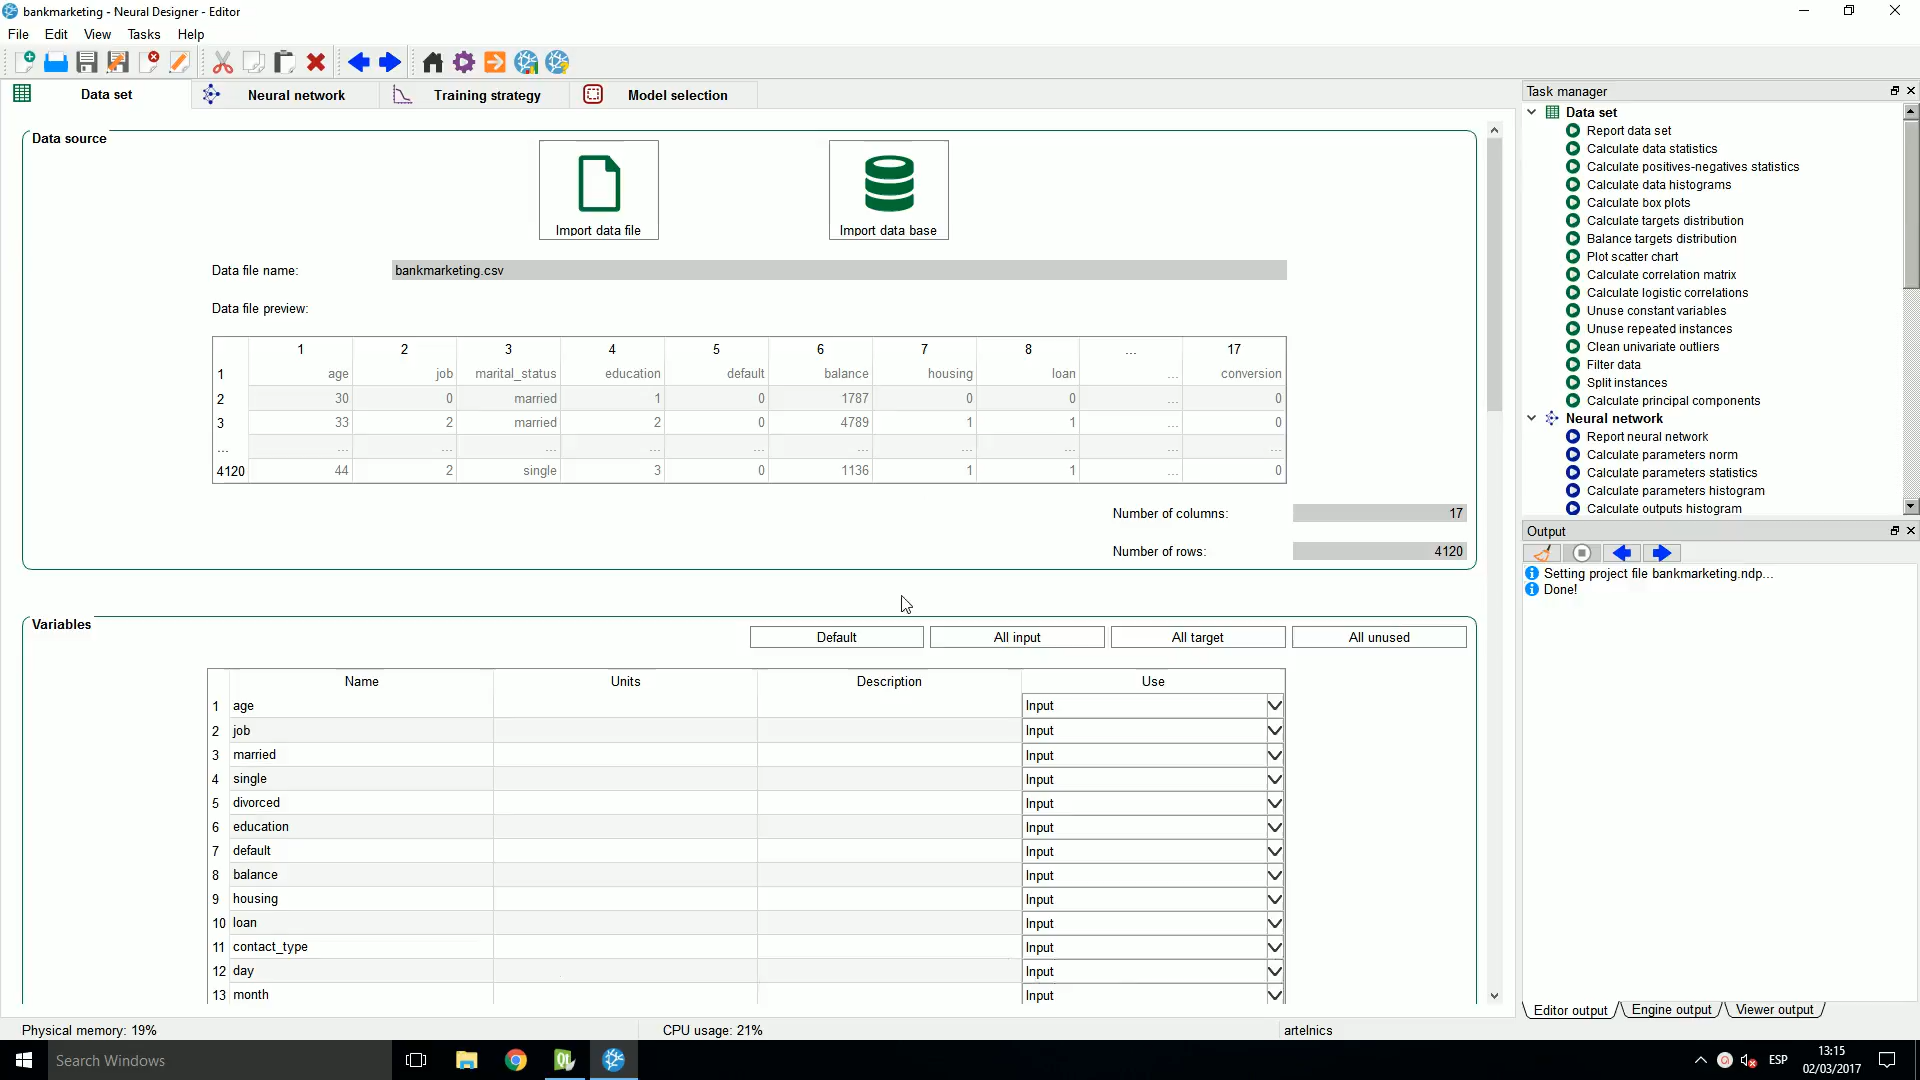 bankmarketing - Neural Designer - Editor
File Edit View Tasks Help
Data set Neural network Training strategy Model selection
Data source
Import data file Import data base
Data file name: bankmarketing.csv
Data file preview:
1 2 3 4 5 6 7 8 ... 17
1 age job marital_status education default balance housing loan ... conversion
2 30 0 married 1 0 1787 0 0 ... 0
3 33 2 married 2 0 4789 1 1 ... 0
... ... ... ... ... ... ... ... ... ... ...
4120 44 2 single 3 0 1136 1 1 ... 0
Number of columns: 17
Number of rows: 4120
Variables
Default All input All target All unused
Name Units Description Use
1 age Input
2 job Input
3 married Input
4 single Input
5 divorced Input
6 education Input
7 default Input
8 balance Input
9 housing Input
10 loan Input
11 contact_type Input
12 day Input
13 month Input
Task manager
Data set
Report data set
Calculate data statistics
Calculate positives-negatives statistics
Calculate data histograms
Calculate box plots
Calculate targets distribution
Balance targets distribution
Plot scatter chart
Calculate correlation matrix
Calculate logistic correlations
Unuse constant variables
Unuse repeated instances
Clean univariate outliers
Filter data
Split instances
Calculate principal components
Neural network
Report neural network
Calculate parameters norm
Calculate parameters statistics
Calculate parameters histogram
Calculate outputs histogram
Output
Setting project file bankmarketing.ndp...
Done!
Editor output Engine output Viewer output
Physical memory: 19% CPU usage: 21% artelnics
Search Windows
ESP
13:15
02/03/2017